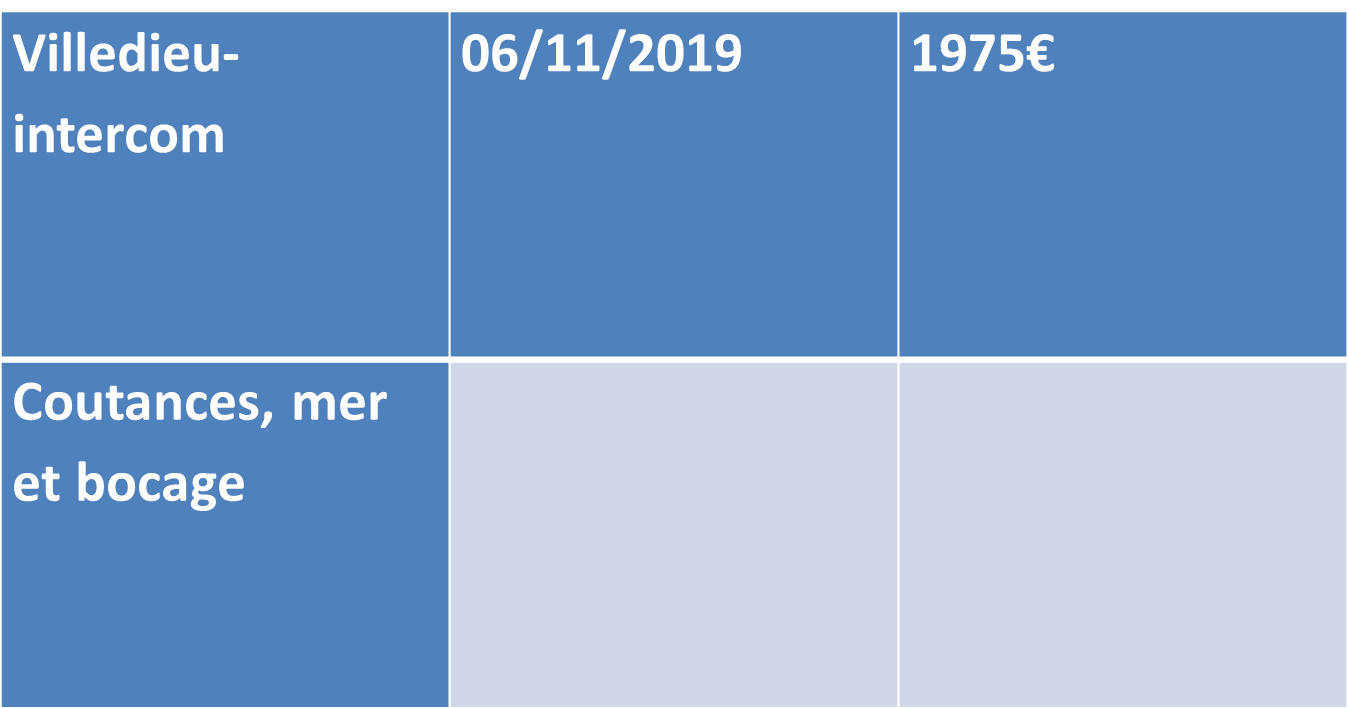 Villedieu-
intercom
06/11/2019
1975€
Coutances, mer
et bocage